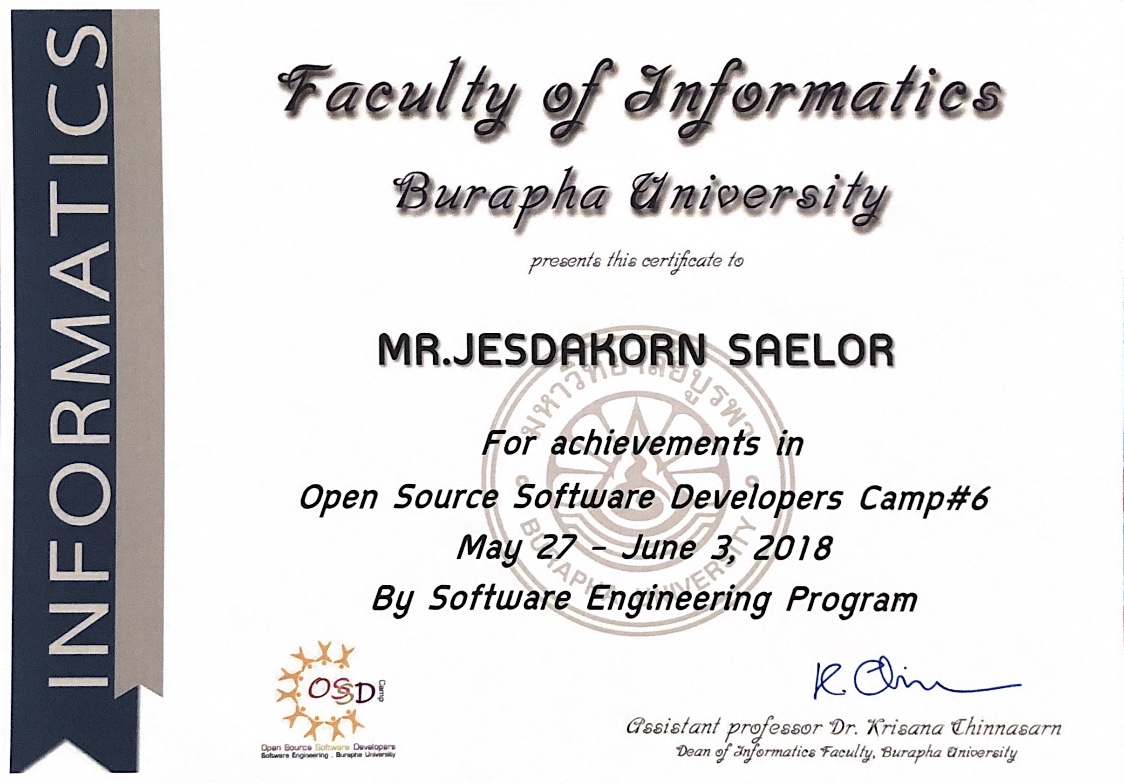 INFORMATICS
Faculty of Informatics
Burapha University
presents this certificate to
MR.JESDAKORN SAELOR
มหาวิทยาลัยบูรพา
BURAPHA UNIVERSITY
For achievements in
Open Source Software Developers Camp#6
May 27 - June 3, 2018
By Software Engineering Program
OSSD Camp
Open Source Software Developers
Software Engineering . Burapha University
Assistant professor Dr. Krisana Chinnasarn
Dean of Informatics Faculty, Burapha University